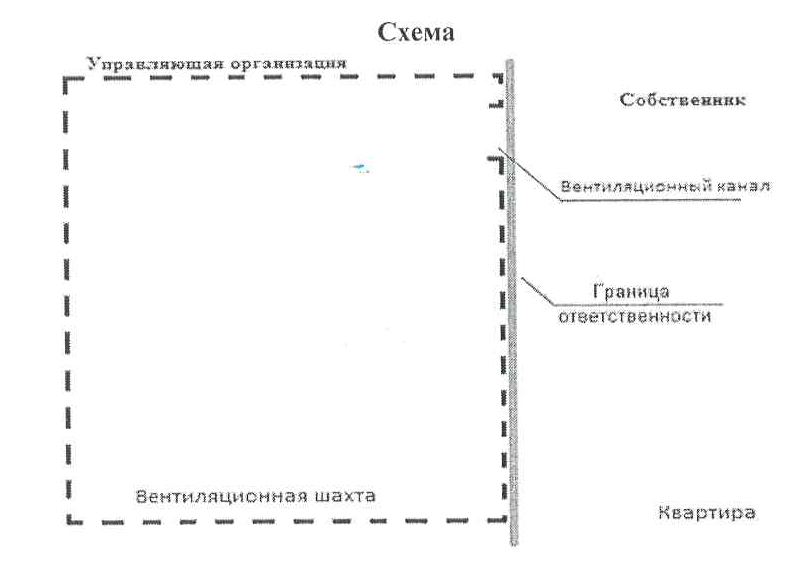 Схема
Управляющая организация
Собственник
Вентиляционный канал
Граница
ответственности
Вентиляционная шахта
Квартира